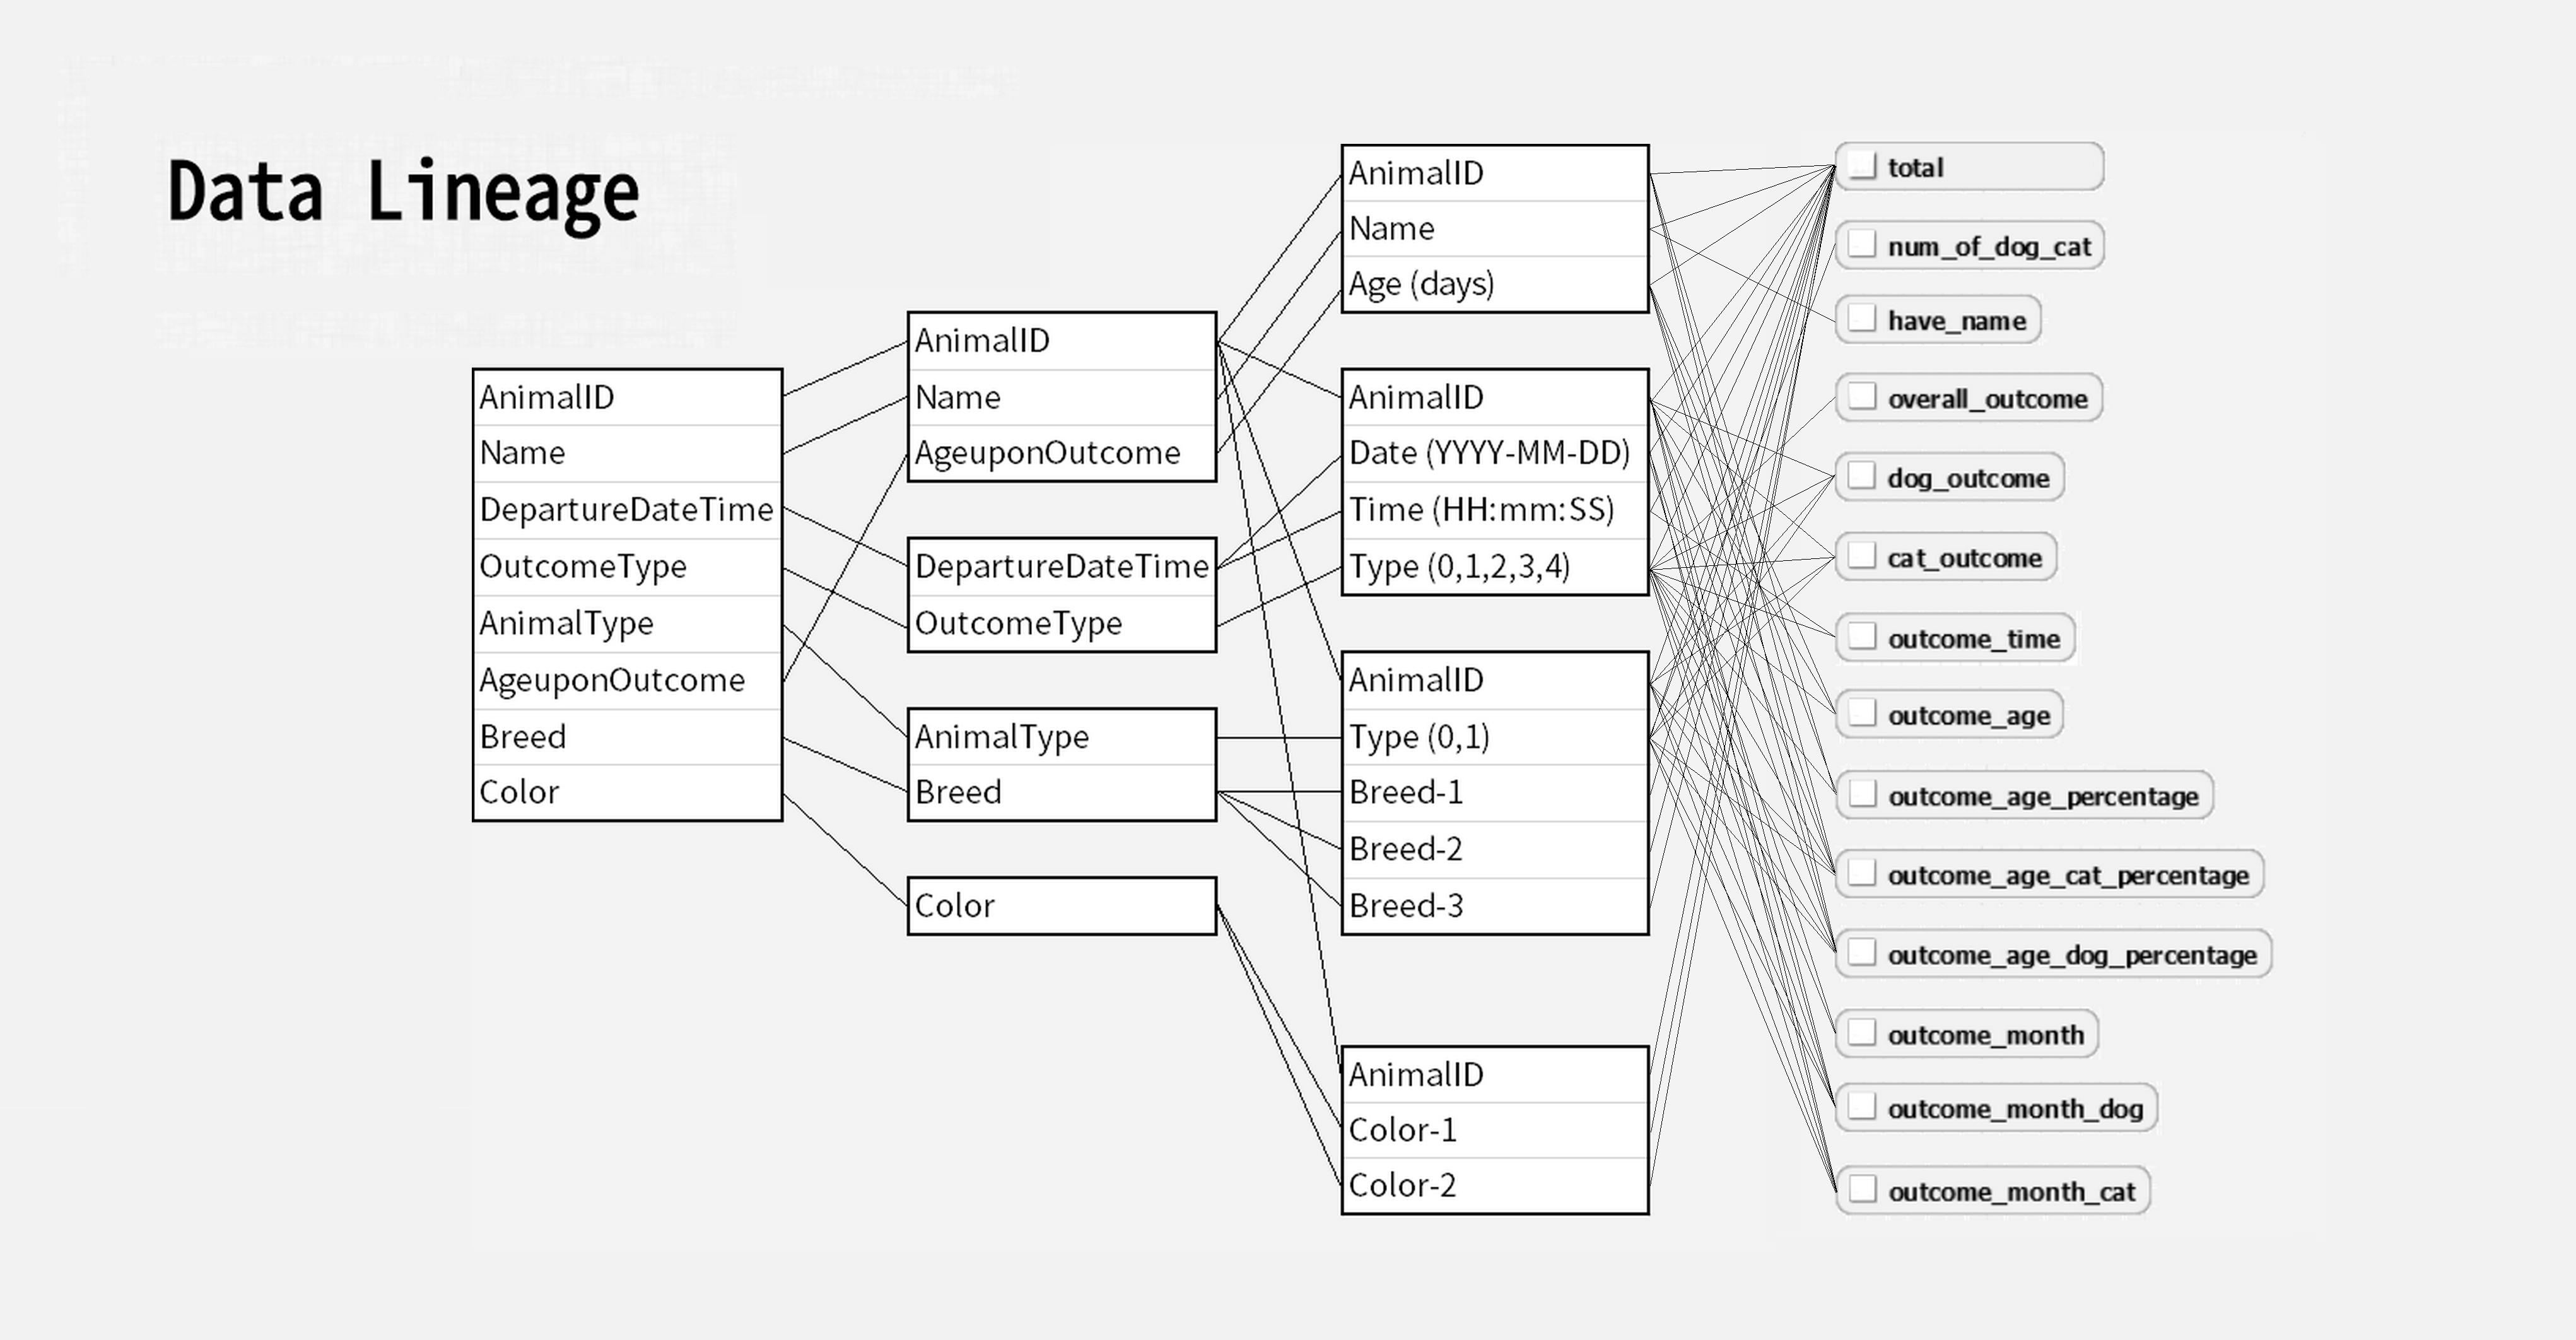 Data Lineage
AnimalID
Name
DepartureDateTime
OutcomeType
AnimalType
AgeuponOutcome
Breed
Color
AnimalID
Name
AgeuponOutcome
DepartureDateTime
OutcomeType
AnimalType
Breed
Color
AnimalID
Name
Age (days)
AnimalID
Date (YYYY-MM-DD)
Time (HH:mm:SS)
Type (0,1,2,3,4)
AnimalID
Type (0,1)
Breed-1
Breed-2
Breed-3
AnimalID
Color-1
Color-2
total
num_of_dog_cat
have_name
overall_outcome
dog_outcome
cat_outcome
outcome_time
outcome_age
outcome_age_percentage
outcome_age_cat_percentage
outcome_age_dog_percentage
outcome_month
outcome_month_dog
outcome_month_cat